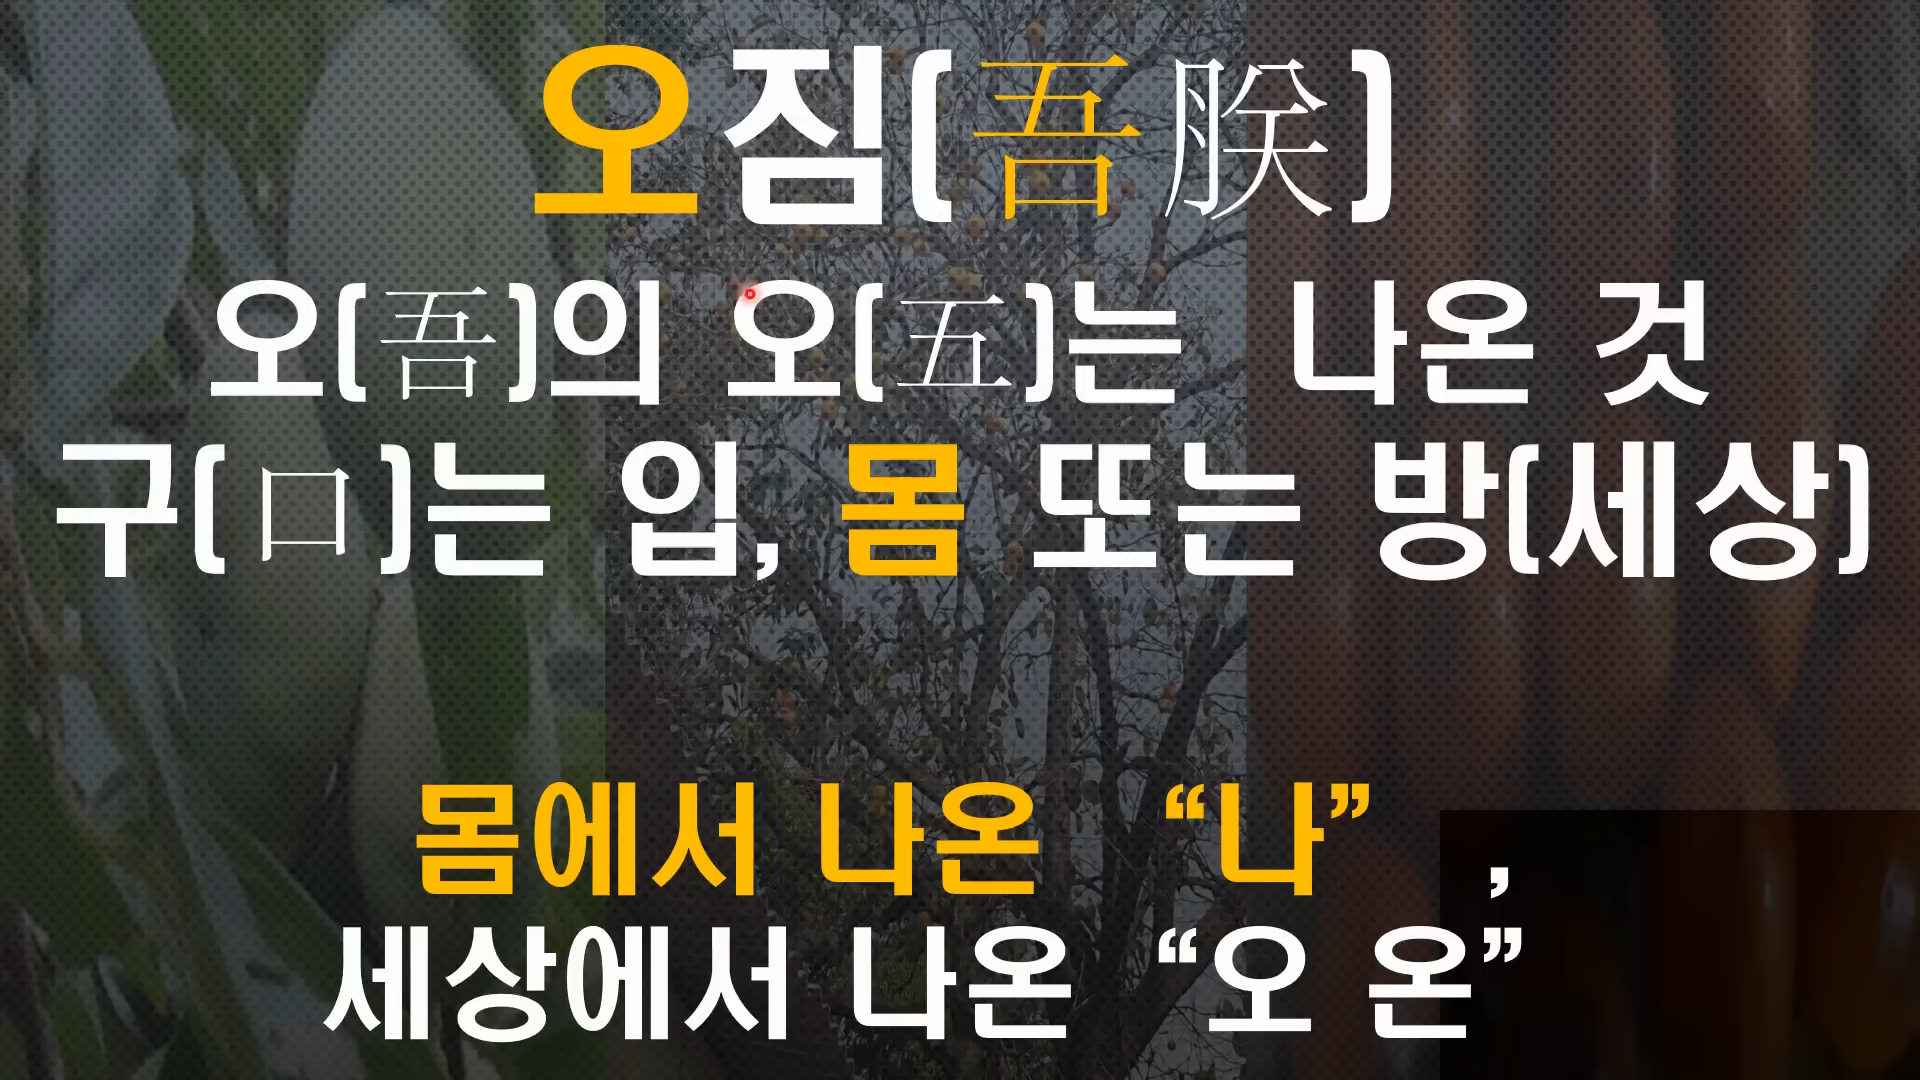 오짐(吾朕)
오(吾)의 오(五)는 나온 것
구(口)는 입, 몸 또는 방(세상)
몸에서 나온 “나” ,
세상에서 나온 “오 온”